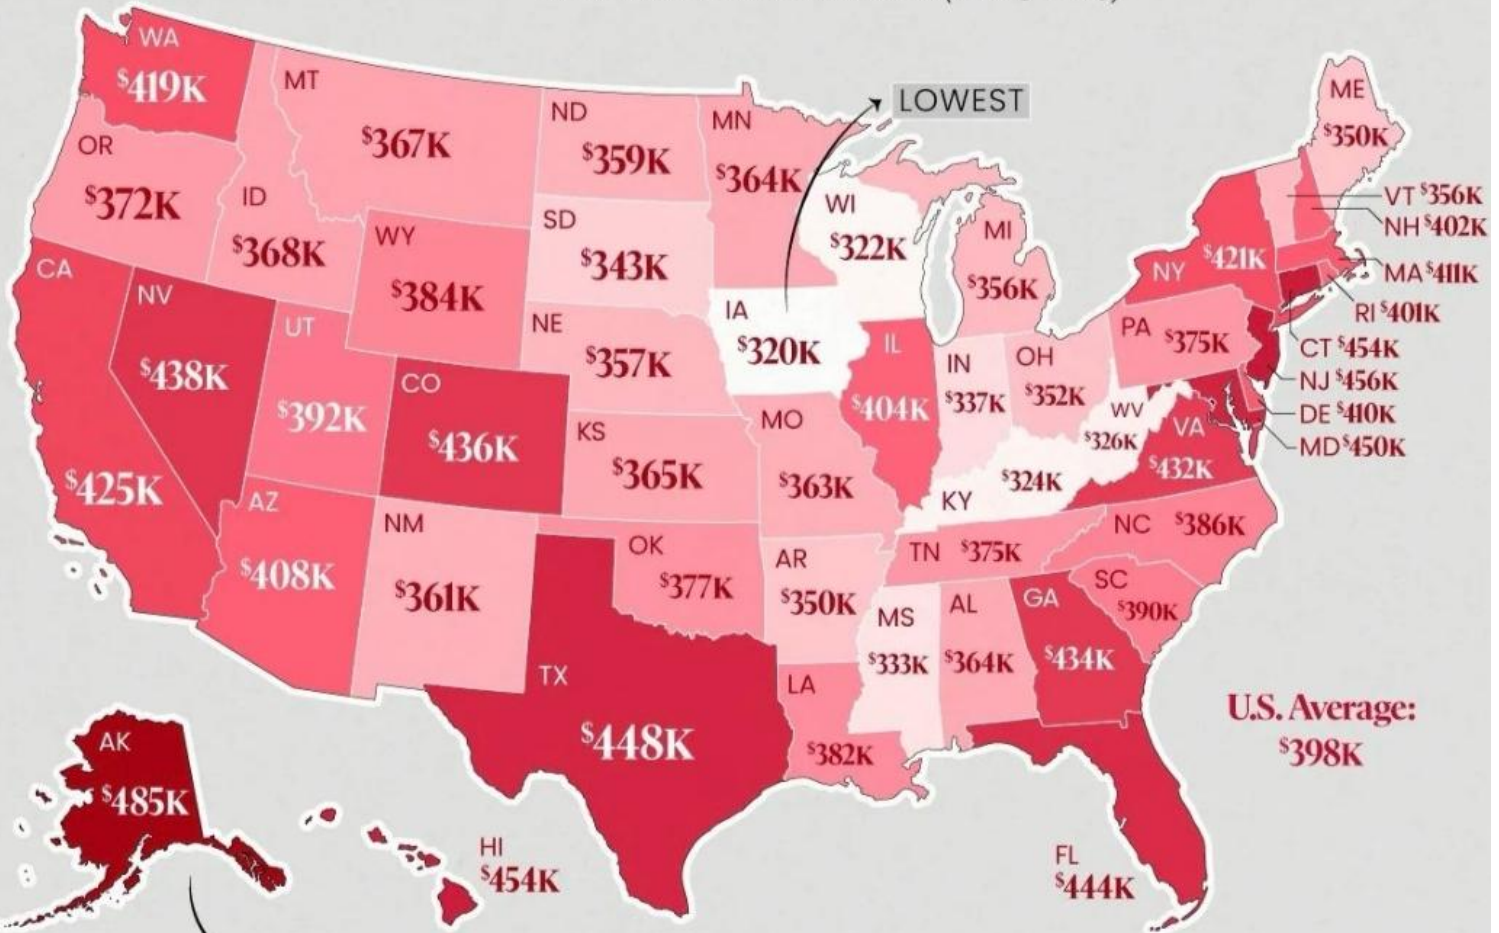 WA
$419K
MT
$367K
ND
$359K
MN
$364K
LOWEST
ME
$350K
OR
$372K
ID
$368K
WY
$384K
SD
$343K
WI
$322K
MI
$356K
VT $356K
NH $402K
NY $421K
MA $411K
RI $401K
CA
$425K
NV
$438K
UT
$392K
CO
$436K
NE
$357K
IA
$320K
IL
$404K
IN
$337K
OH
$352K
PA $375K
CT $454K
NJ $456K
DE $410K
MD $450K
WV
$326K
VA
$432K
KS
$365K
MO
$363K
KY $324K
AZ
$408K
NM
$361K
OK
$377K
AR
$350K
TN $375K
NC $386K
SC
$390K
MS
$333K
AL
$364K
GA
$434K
TX
$448K
LA
$382K
U.S. Average:
$398K
AK
$485K
HI
$454K
FL
$444K